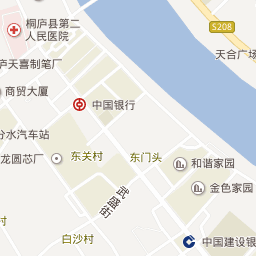 桐庐县第二
人民医院
S208
天合广场
庐天喜制笔厂
商贸大厦
中国银行
分水汽车站
龙圆芯厂
东关村
东门头
和谐家园
金色家园
武盛街
白沙村
中国建设银